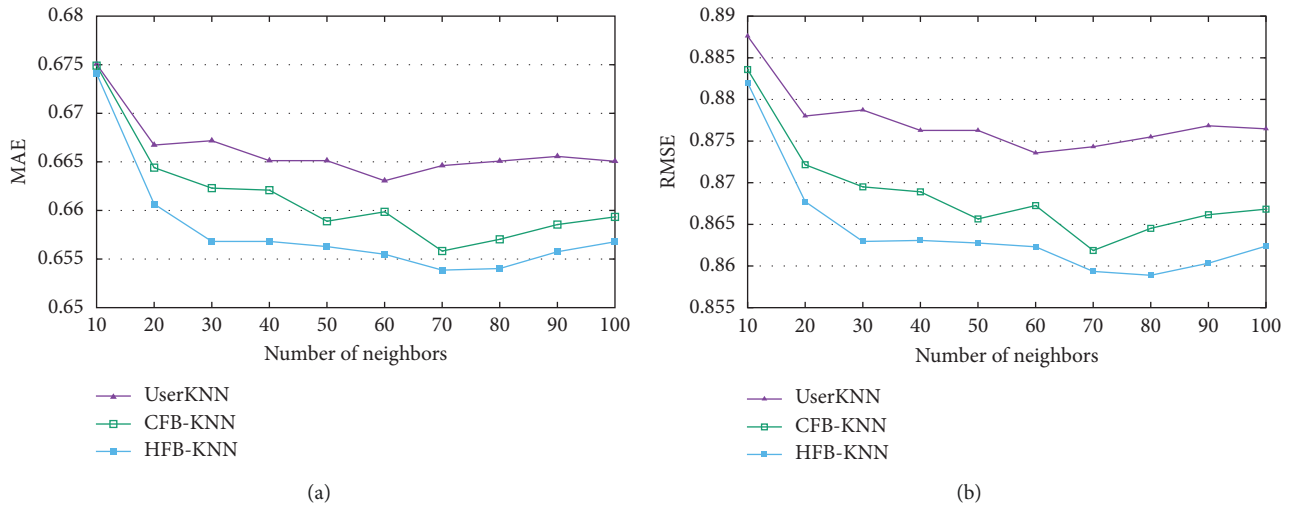 0.68
0.675
0.67
0.665
0.66
0.655
0.65
MAE
10 20 30 40 50 60 70 80 90 100
Number of neighbors
UserKNN
CFB-KNN
HFB-KNN
(a)
0.89
0.885
0.88
0.875
0.87
0.865
0.86
0.855
RMSE
10 20 30 40 50 60 70 80 90 100
Number of neighbors
UserKNN
CFB-KNN
HFB-KNN
(b)